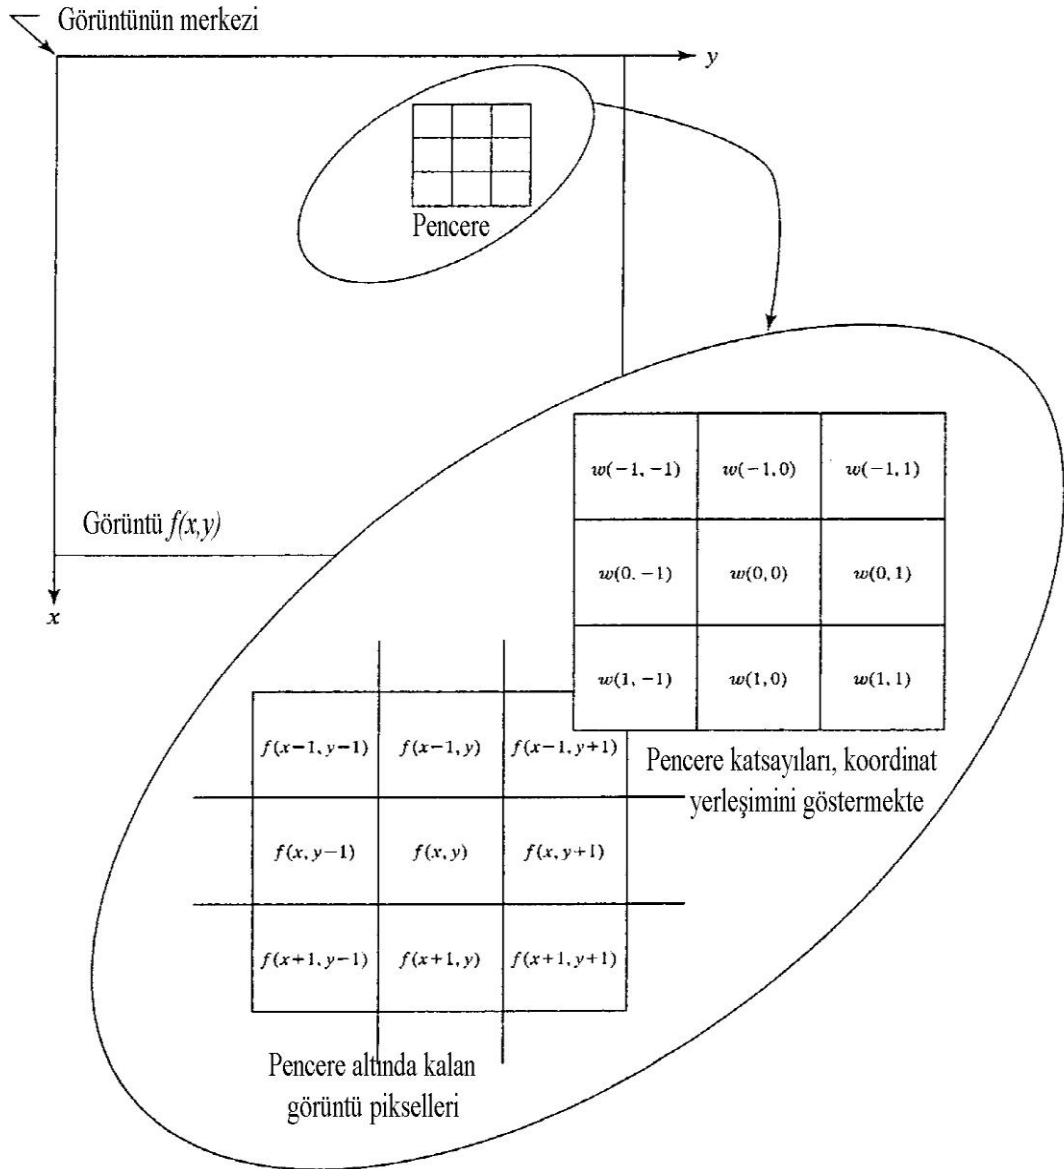 Görüntünün merkezi
y
Pencere
Görüntü f(x,y)
x
w(−1, −1) w(−1, 0) w(−1, 1)
w(0, −1) w(0, 0) w(0, 1)
w(1, −1) w(1, 0) w(1, 1)
Pencere katsayıları, koordinat
yerleşimini göstermekte
f(x−1, y−1) f(x−1, y) f(x−1, y+1)
f(x, y−1) f(x, y) f(x, y+1)
f(x+1, y−1) f(x+1, y) f(x+1, y+1)
Pencere altında kalan
görüntü pikselleri